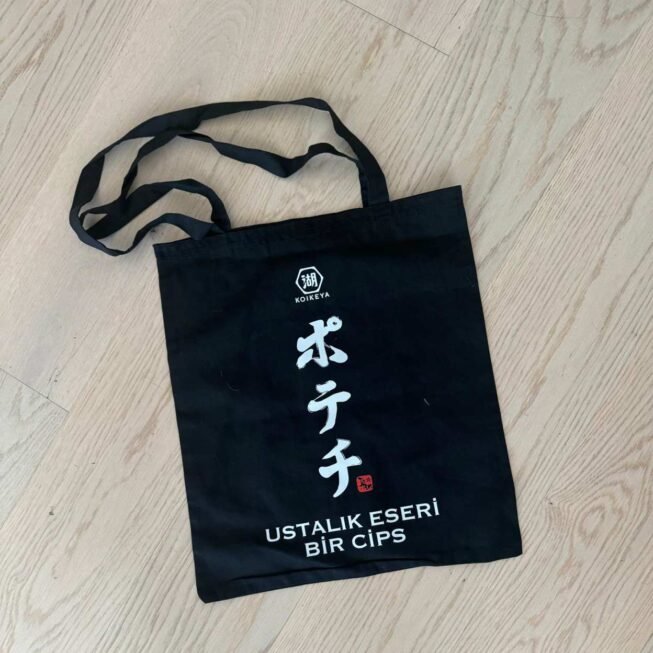 湖
KOIKEYA
ポテチ
USTALIK ESERİ
BİR CİPS